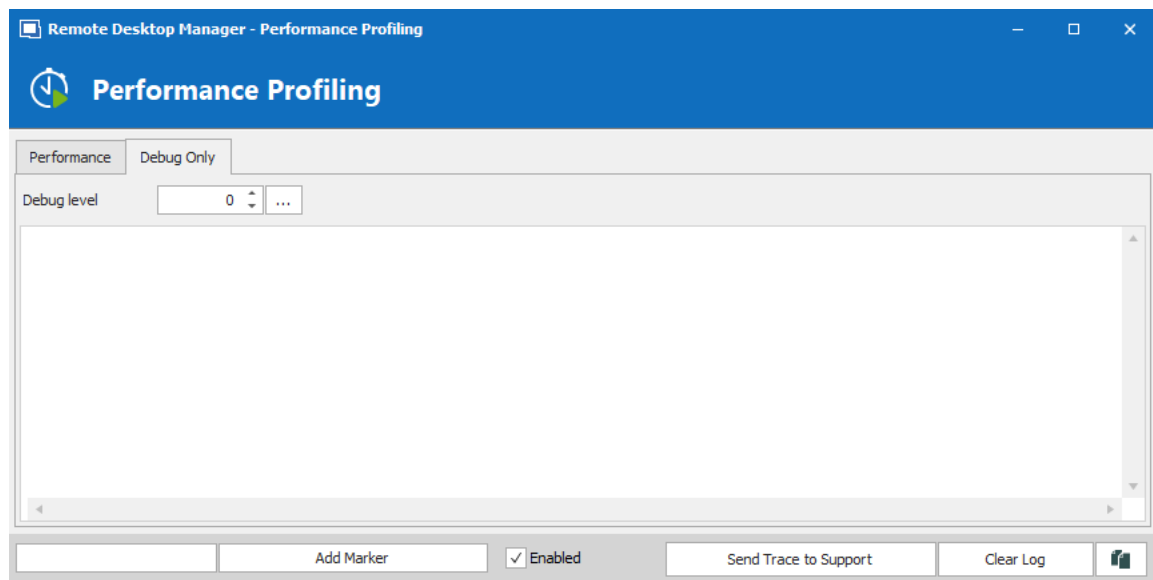 Remote Desktop Manager - Performance Profiling
Performance Profiling
Performance Debug Only
Debug level 0 ...
Add Marker Enabled Send Trace to Support Clear Log